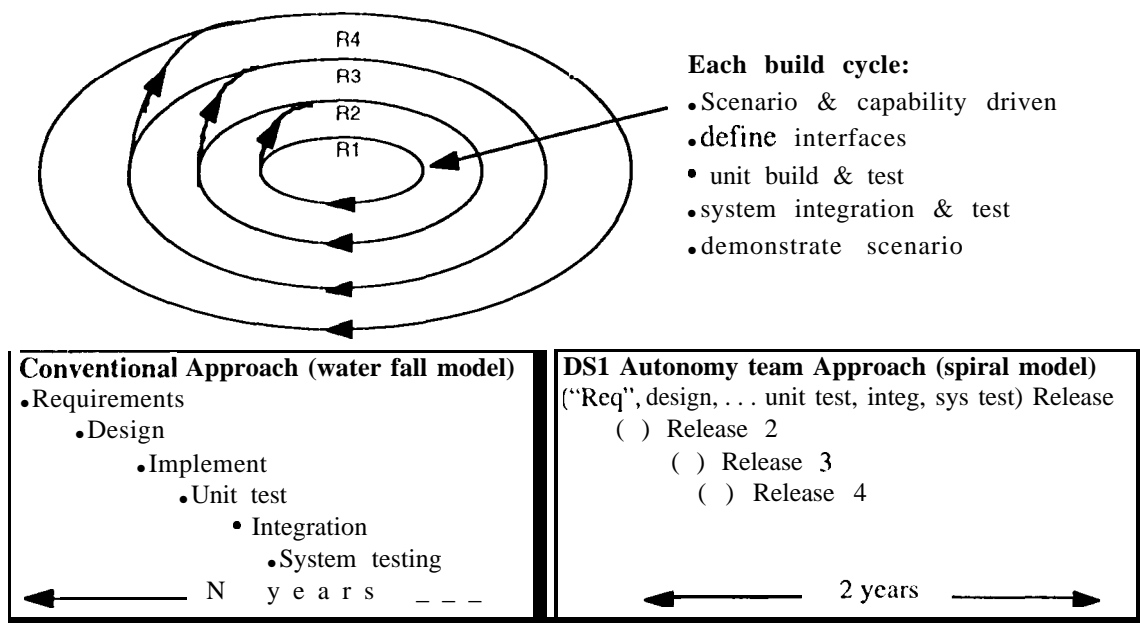 R4
R3
R2
R1
Each build cycle:
•Scenario & capability driven
•define interfaces
• unit build & test
•system integration & test
•demonstrate scenario
Conventional Approach (water fall model)
•Requirements
•Design
•Implement
•Unit test
• Integration
•System testing
N years _ _ _
DS1 Autonomy team Approach (spiral model)
("Req", design, . . . unit test, integ, sys test) Release
( ) Release 2
( ) Release 3
( ) Release 4
2 years